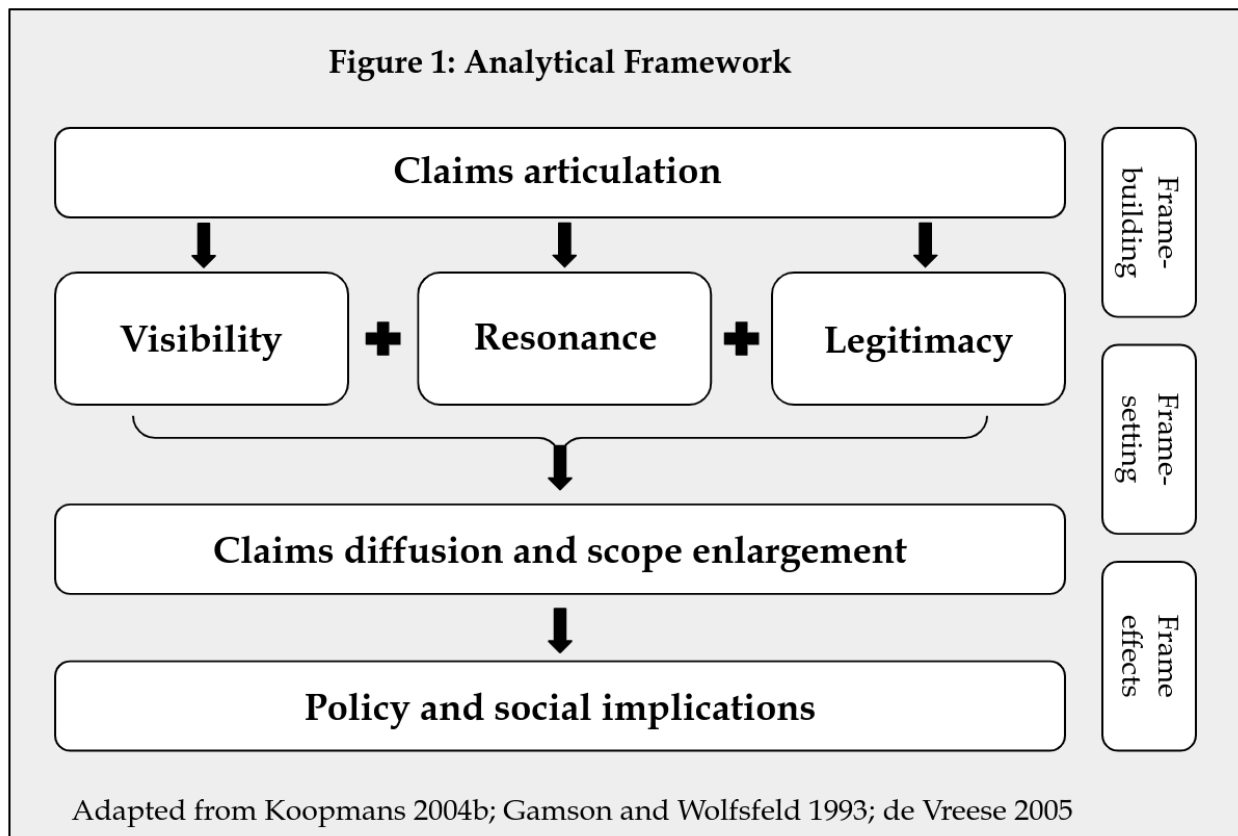 Figure 1: Analytical Framework
Claims articulation
Visibility
Resonance
Legitimacy
Claims diffusion and scope enlargement
Policy and social implications
Frame-
building
Frame-
setting
Frame
effects
Adapted from Koopmans 2004b; Gamson and Wolfsfeld 1993; de Vreese 2005